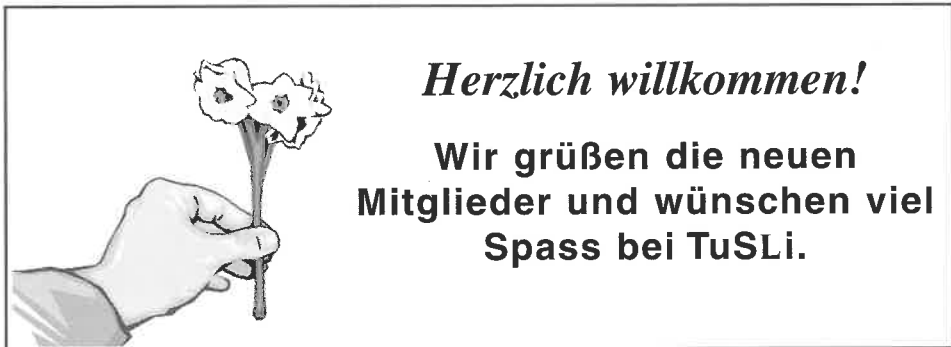 Herzlich willkommen!
Wir grüßen die neuen
Mitglieder und wünschen viel
Spass bei TuSLi.